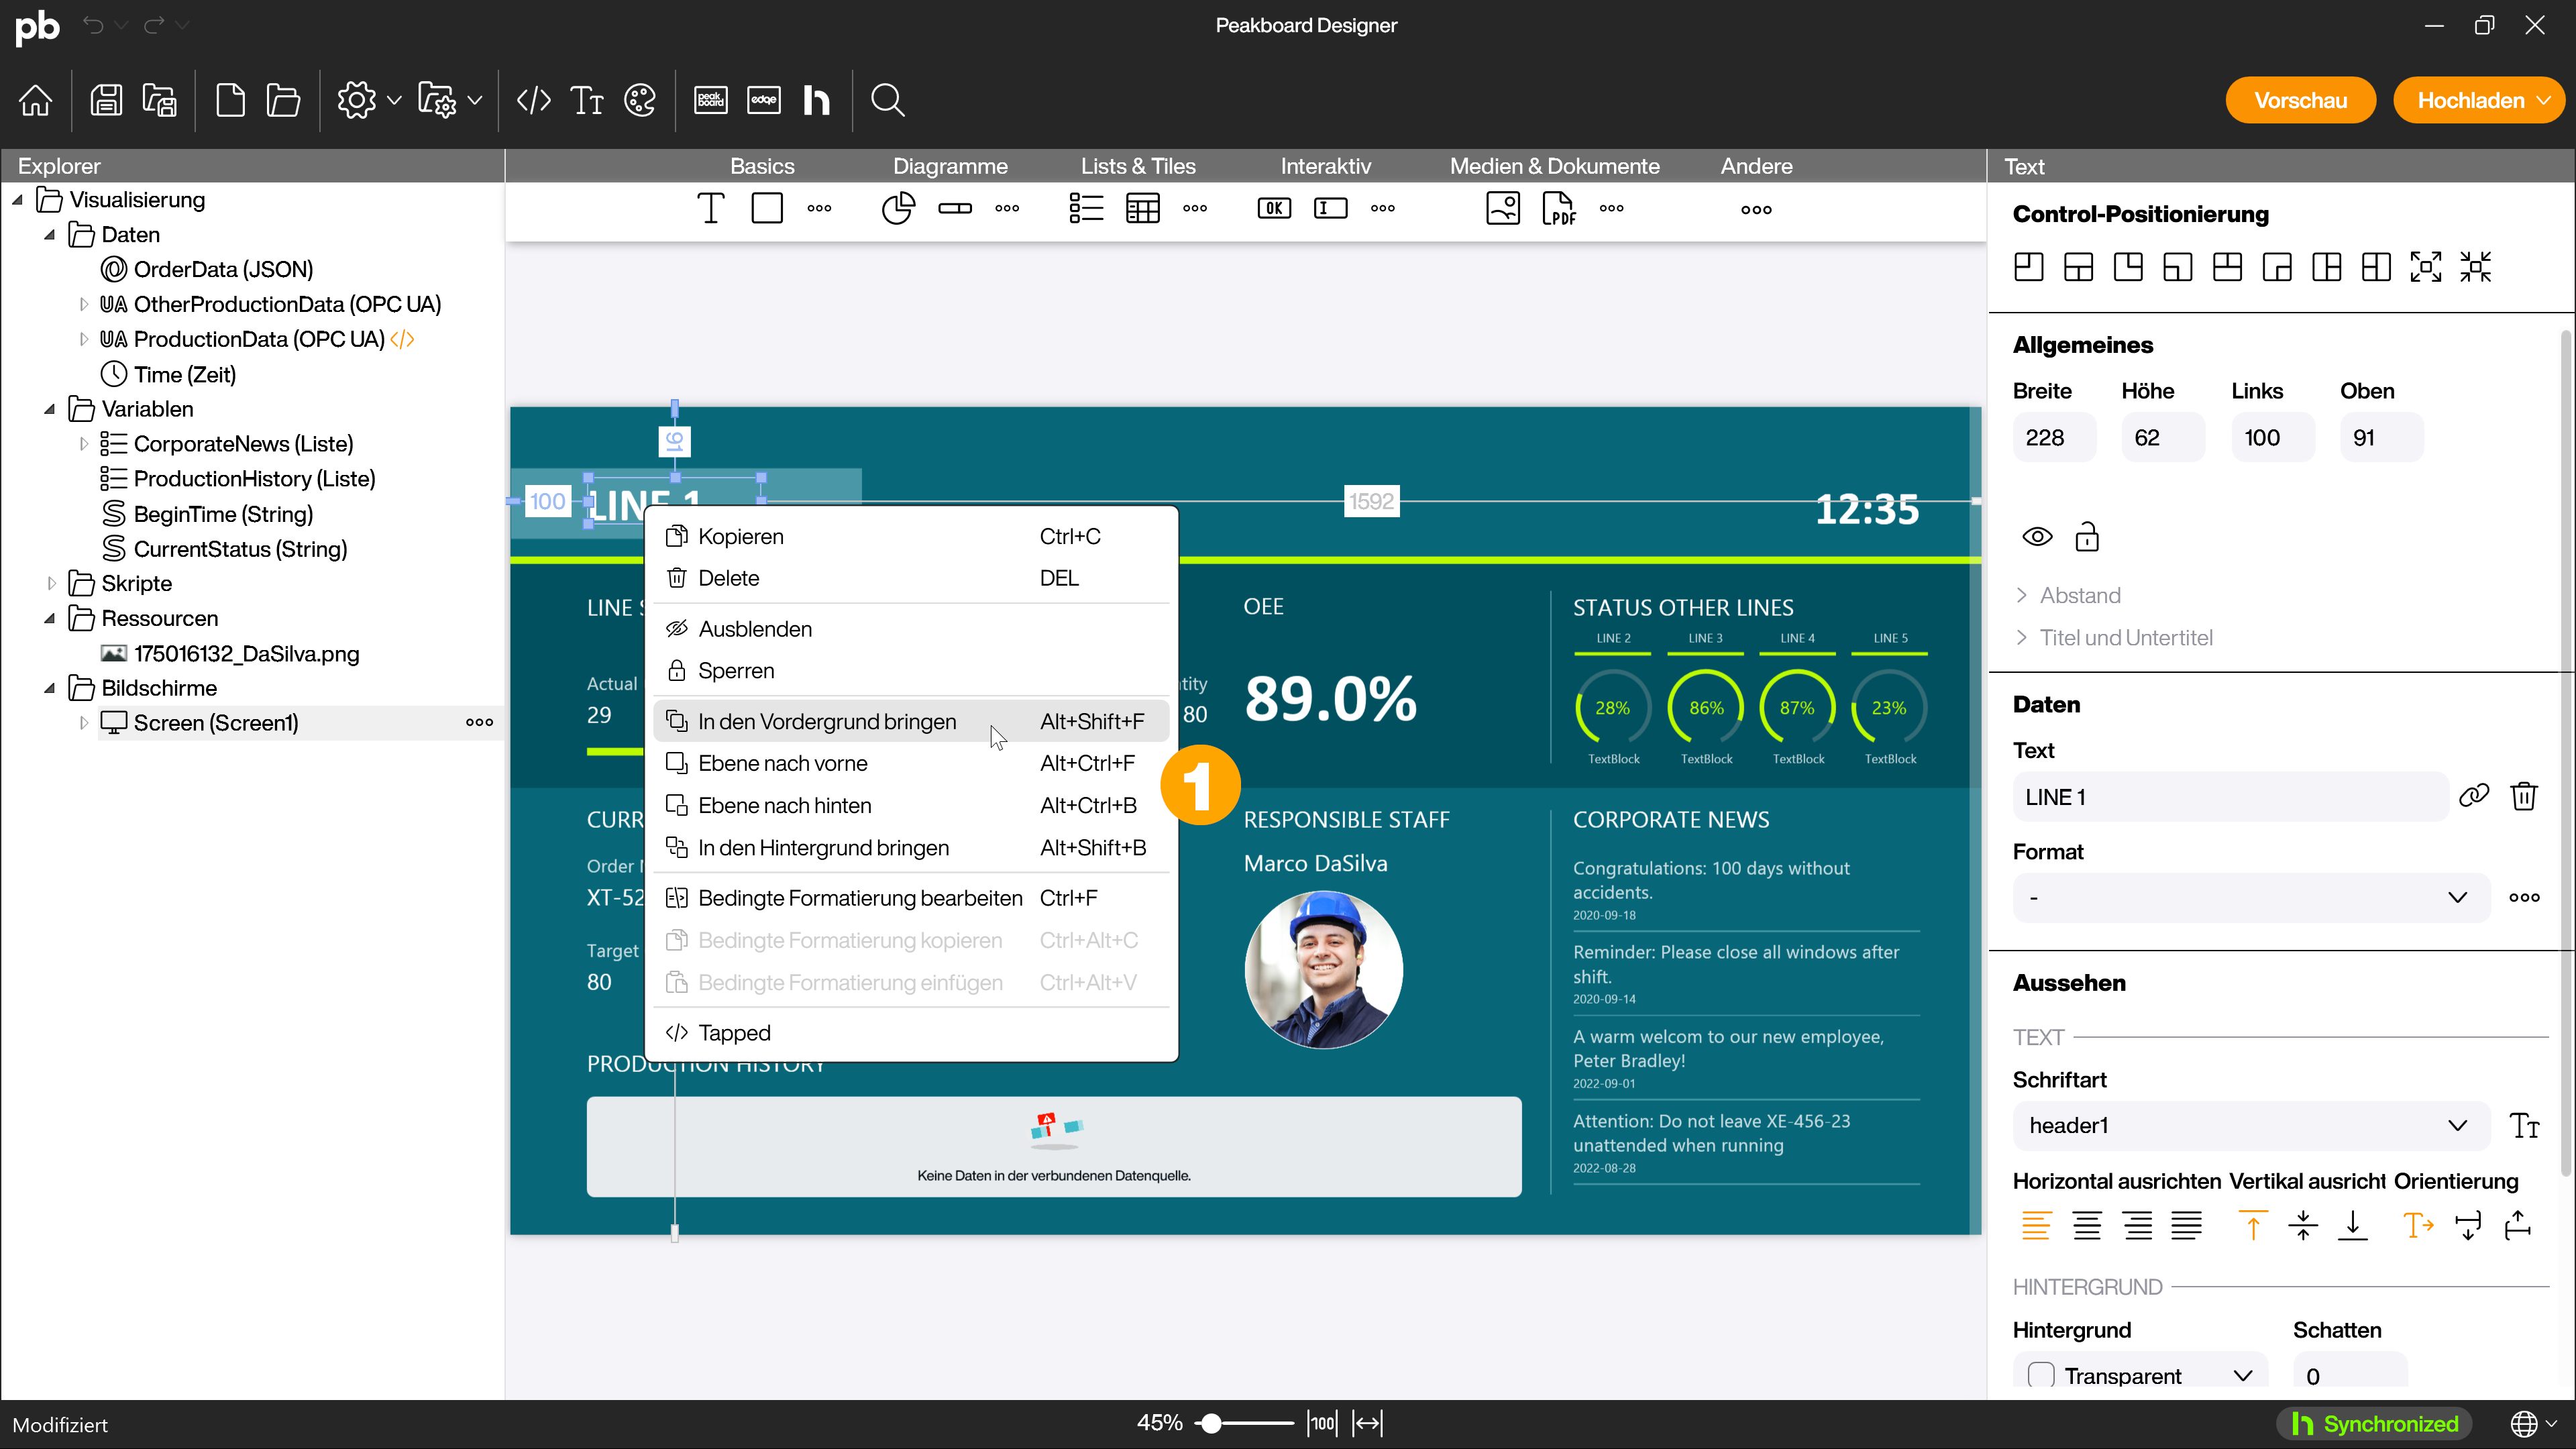 pb
Peakboard Designer
peak
board
edge
h
Vorschau
Hochladen
Explorer
Basics
Diagramme
Lists & Tiles
Interaktiv
Medien & Dokumente
Andere
Text
OK
I
PDF
Visualisierung
Daten
OrderData (JSON)
UA OtherProductionData (OPC UA)
UA ProductionData (OPC UA) </>
Time (Zeit)
Variablen
CorporateNews (Liste)
ProductionHistory (Liste)
BeginTime (String)
CurrentStatus (String)
Skripte
Ressourcen
175016132_DaSilva.png
Bildschirme
Screen (Screen1)
91
100
LINE 1
1592
12:35
Kopieren Ctrl+C
Delete DEL
Ausblenden
Sperren
In den Vordergrund bringen Alt+Shift+F
Ebene nach vorne Alt+Ctrl+F
Ebene nach hinten Alt+Ctrl+B
In den Hintergrund bringen Alt+Shift+B
Bedingte Formatierung bearbeiten Ctrl+F
Bedingte Formatierung kopieren Ctrl+Alt+C
Bedingte Formatierung einfügen Ctrl+Alt+V
</> Tapped
1
LINE
Actual
29
tity
80
OEE
89.0%
STATUS OTHER LINES
LINE 2 LINE 3 LINE 4 LINE 5
28% 86% 87% 23%
TextBlock TextBlock TextBlock TextBlock
CURR
Order
XT-52
Target
80
RESPONSIBLE STAFF
Marco DaSilva
CORPORATE NEWS
Congratulations: 100 days without
accidents.
2020-09-18
Reminder: Please close all windows after
shift.
2020-09-14
A warm welcom to our new employee,
Peter Bradley!
2022-09-01
Attention: Do not leave XE-456-23
unattended when running
2022-08-28
PRODUCTION HISTORY
Keine Daten in der verbundenen Datenquelle.
Control-Positionierung
Allgemeines
Breite Höhe Links Oben
228 62 100 91
Abstand
Titel und Untertitel
Daten
Text
LINE 1
Format
-
Aussehen
TEXT
Schriftart
header1
Horizontal ausrichten Vertikal ausricht Orientierung
HINTERGRUND
Hintergrund Schatten
Transparent 0
Modifiziert
45%
100
h Synchronized